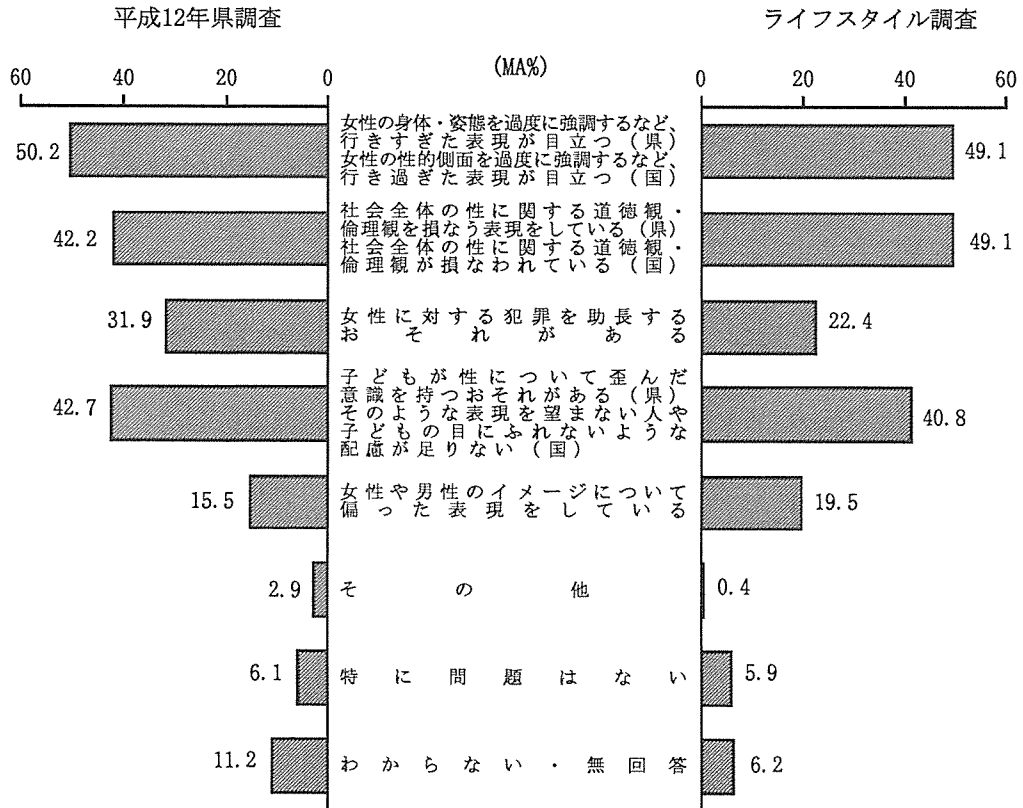 平成12年県調査
ライフスタイル調査
(MA%)
60 40 20 0
0 20 40 60
50.2
女性の身体・姿態を過度に強調するなど、
行きすぎた表現が目立つ（県）
女性の性的側面を過度に強調するなど、
行き過ぎた表現が目立つ（国）
49.1
42.2
社会全体の性に関する道徳観・
倫理観を損なう表現をしている（県）
社会全体の性に関する道徳観・
倫理観が損なわれている（国）
49.1
31.9
女性に対する犯罪を助長する
おそれがある
22.4
42.7
子どもが性について歪んだ
意識を持つおそれがある（県）
そのような表現を望まない人や
子どもの目にふれないような
配慮が足りない（国）
40.8
15.5
女性や男性のイメージについて
偏った表現をしている
19.5
2.9
その他
0.4
6.1
特に問題はない
5.9
11.2
わからない・無回答
6.2